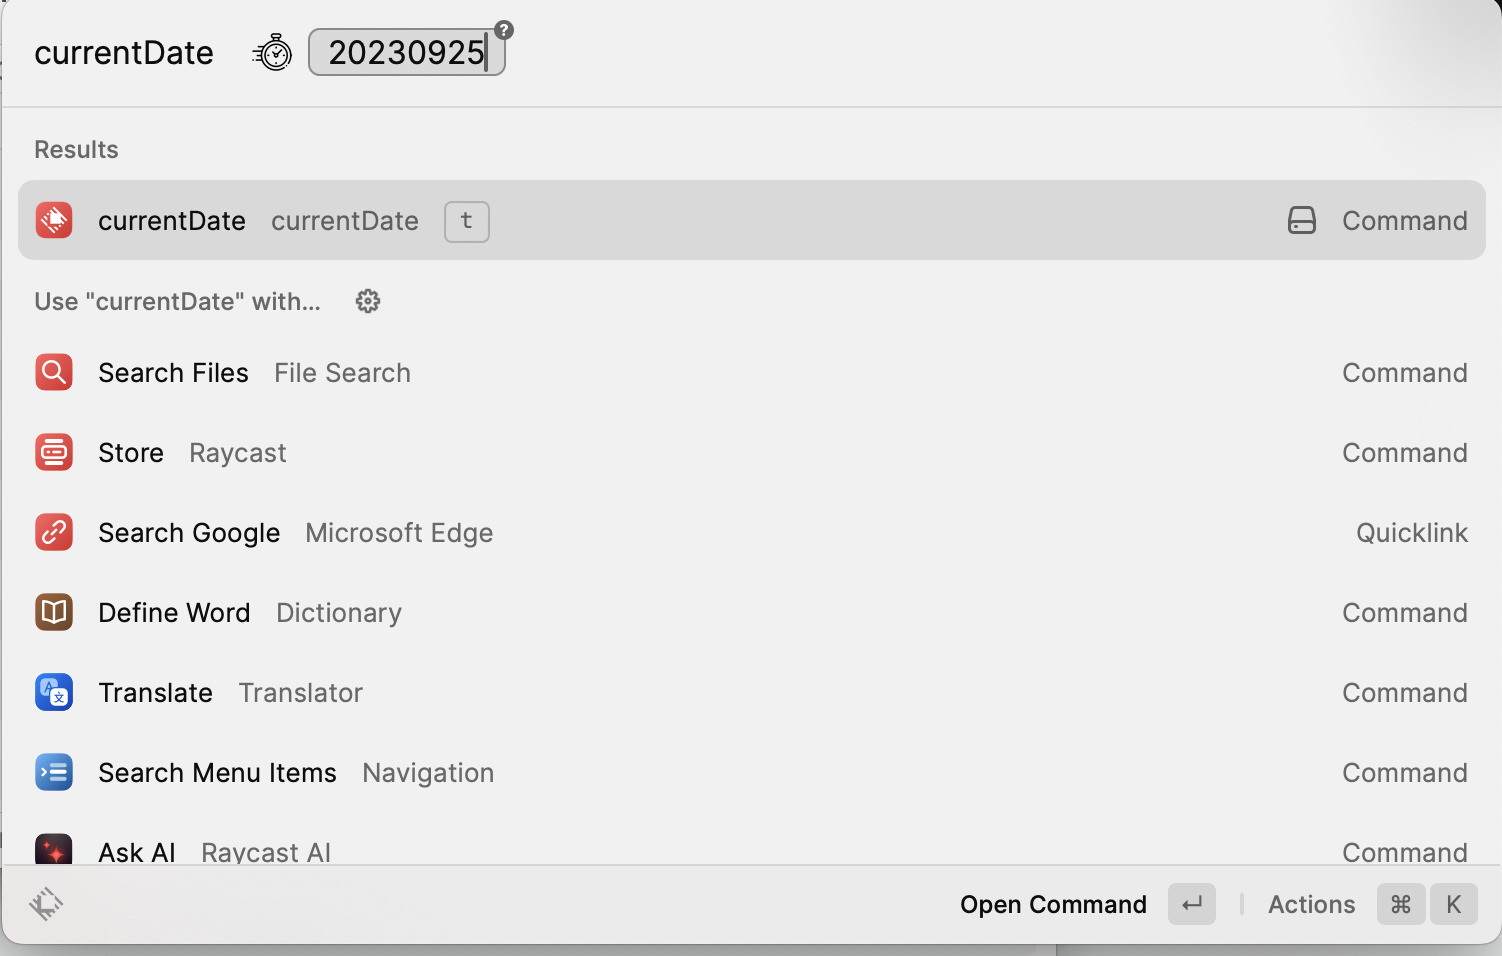 currentDate 20230925 ?
Results
currentDate currentDate t Command
Use "currentDate" with...
Search Files File Search Command
Store Raycast Command
Search Google Microsoft Edge Quicklink
Define Word Dictionary Command
Translate Translator Command
Search Menu Items Navigation Command
Ask AI Raycast AI Command
Open Command ↵ Actions ⌘ K